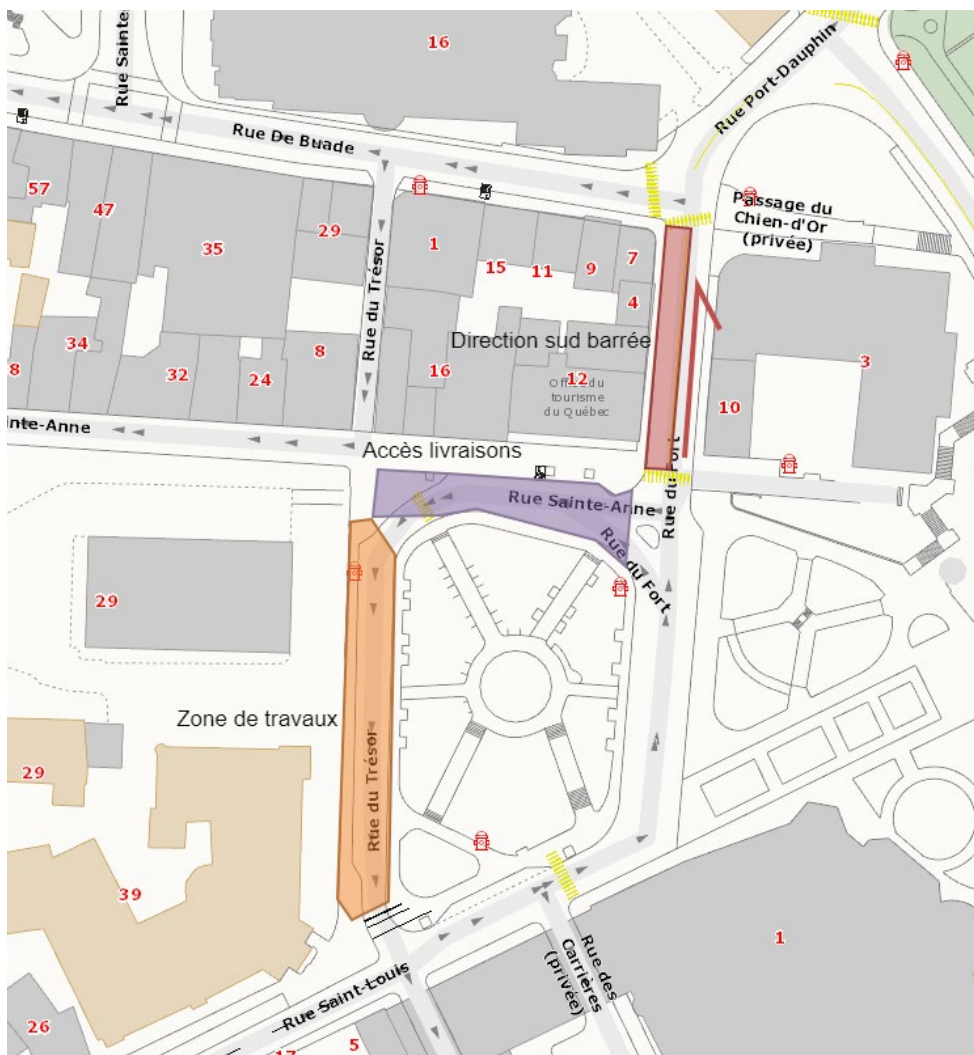 16
Rue Sainte
Rue Port-Dauphin
Rue De Buade
57
47
35
29
1
15
11
9
7
4
Passage du
Chien-d'Or
(privée)
Rue du Trésor
Direction sud barrée
34
8
32
24
8
16
12
Office du
tourisme
du Québec
10
3
inte-Anne
Accès livraisons
Rue Sainte-Anne
Rue du Fort
Rue du Fort
29
Zone de travaux
Rue du Trésor
29
39
1
Rue des
Carrières
(privée)
Rue Saint-Louis
26
17
5